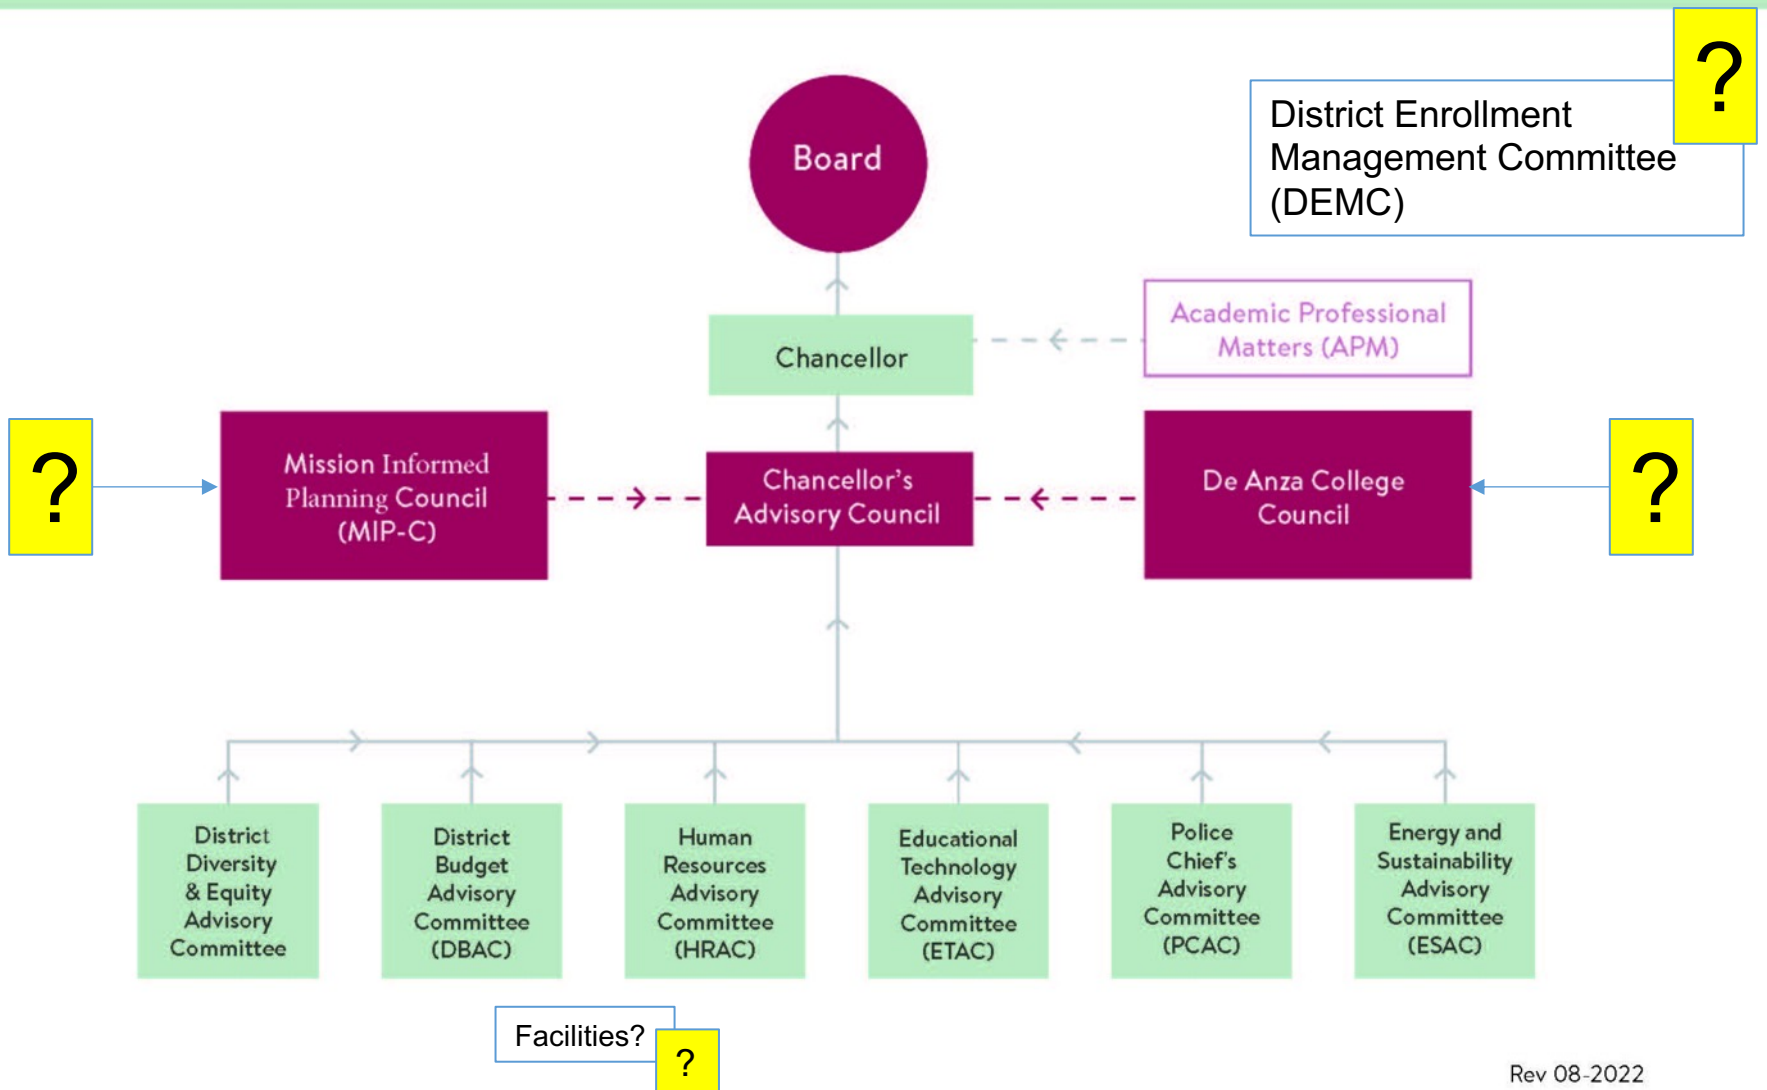 ?
District Enrollment
Management Committee
(DEMC)
Board
Academic Professional
Matters (APM)
Chancellor
?
Mission Informed
Planning Council
(MIP-C)
Chancellor's
Advisory Council
De Anza College
Council
?
District
Diversity
& Equity
Advisory
Committee
District
Budget
Advisory
Committee
(DBAC)
Human
Resources
Advisory
Committee
(HRAC)
Educational
Technology
Advisory
Committee
(ETAC)
Police
Chief's
Advisory
Committee
(PCAC)
Energy and
Sustainability
Advisory
Committee
(ESAC)
Facilities?
?
Rev 08-2022